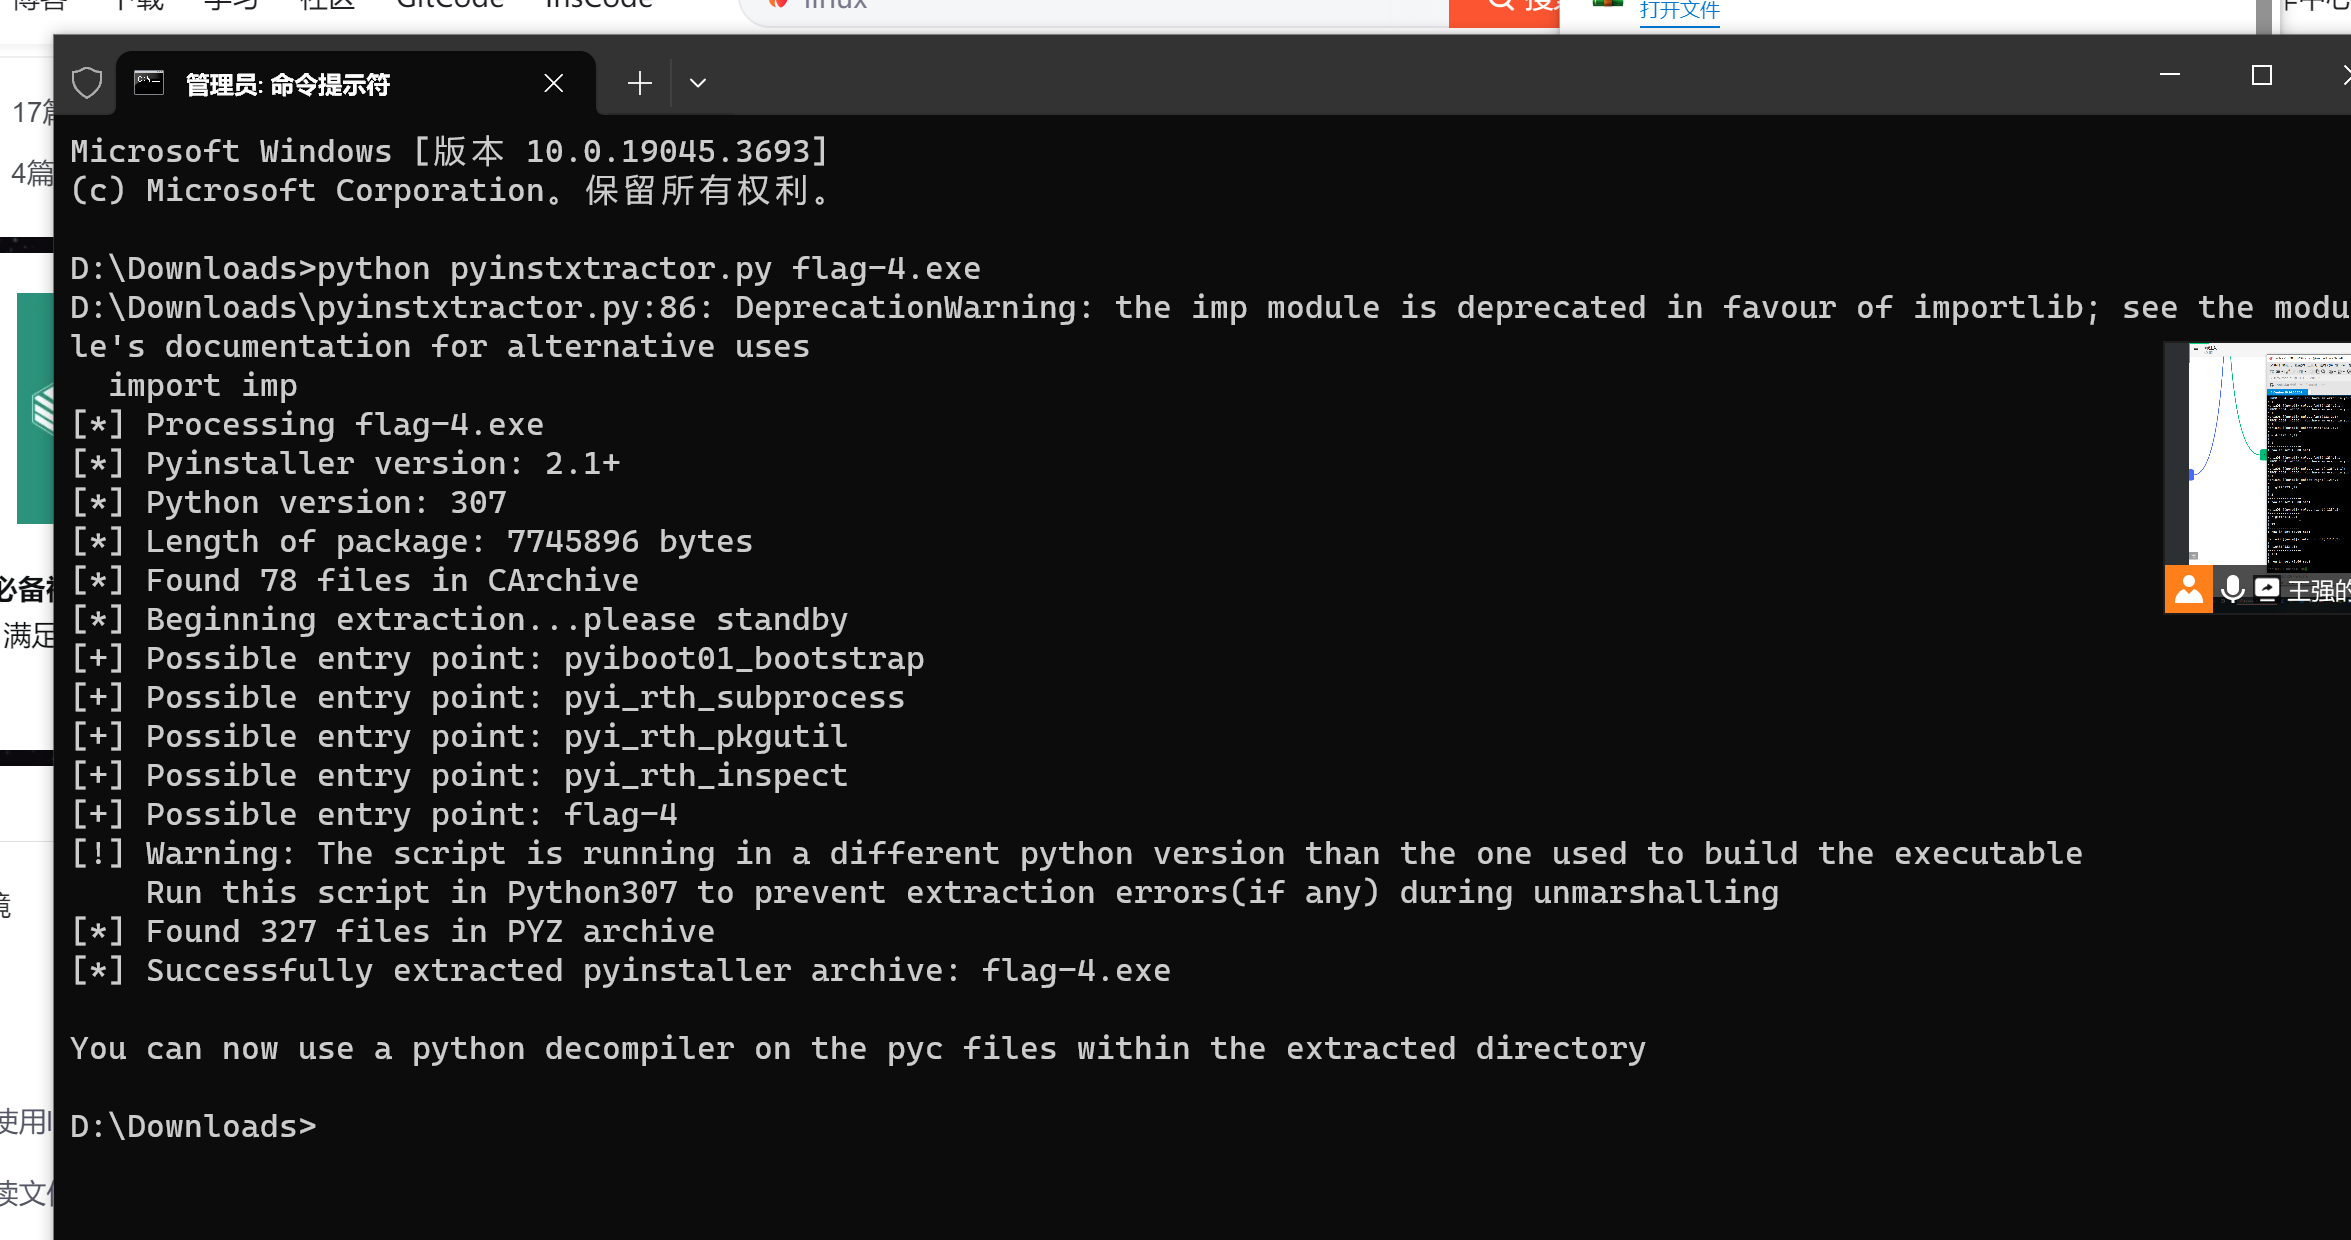 博客 下载 学习 社区 GitCode InsCode linux
打开文件
17篇
4篇
管理员: 命令提示符
Microsoft Windows [版本 10.0.19045.3693]
(c) Microsoft Corporation。保留所有权利。
D:\Downloads>python pyinstxtractor.py flag-4.exe
D:\Downloads\pyinstxtractor.py:86: DeprecationWarning: the imp module is deprecated in favour of importlib; see the modu
le's documentation for alternative uses
import imp
[*] Processing flag-4.exe
[*] Pyinstaller version: 2.1+
[*] Python version: 307
[*] Length of package: 7745896 bytes
[*] Found 78 files in CArchive
[*] Beginning extraction...please standby
[+] Possible entry point: pyiboot01_bootstrap
[+] Possible entry point: pyi_rth_subprocess
[+] Possible entry point: pyi_rth_pkgutil
[+] Possible entry point: pyi_rth_inspect
[+] Possible entry point: flag-4
[!] Warning: The script is running in a different python version than the one used to build the executable
Run this script in Python307 to prevent extraction errors(if any) during unmarshalling
[*] Found 327 files in PYZ archive
[*] Successfully extracted pyinstaller archive: flag-4.exe
You can now use a python decompiler on the pyc files within the extracted directory
D:\Downloads>
王强的
必备
满足
使用
读文